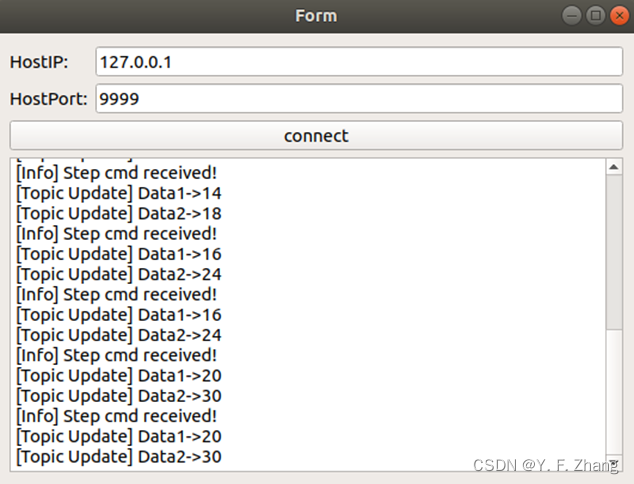 Form
HostIP: 127.0.0.1
HostPort: 9999
connect
[Info] Step cmd received!
[Topic Update] Data1->14
[Topic Update] Data2->18
[Info] Step cmd received!
[Topic Update] Data1->16
[Topic Update] Data2->24
[Info] Step cmd received!
[Topic Update] Data1->16
[Topic Update] Data2->24
[Info] Step cmd received!
[Topic Update] Data1->20
[Topic Update] Data2->30
[Info] Step cmd received!
[Topic Update] Data1->20
[Topic Update] Data2->30
CSDN @Y. F. Zhang